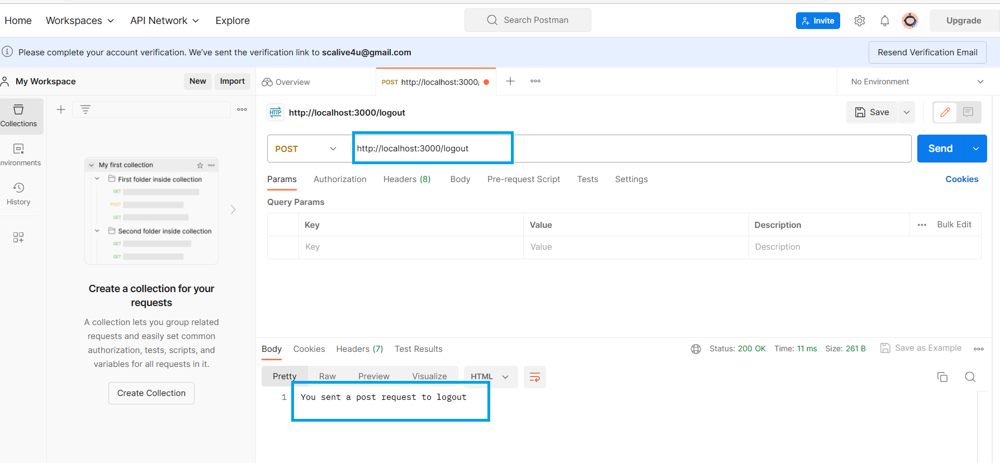 Home Workspaces API Network Explore Search Postman Invite Upgrade
Please complete your account verification. We've sent the verification link to scalive4u@gmail.com Resend Verification Email
My Workspace New Import Overview POST http://localhost:3000/ No Environment
Collections
nvironments
History
My first collection
First folder inside collection
GET
POST
GET
Second folder inside collection
GET
GET
Create a collection for your
requests
A collection lets you group related
requests and easily set common
authorization, tests, scripts, and
variables for all requests in it.
Create Collection
HTTP http://localhost:3000/logout Save
POST http://localhost:3000/logout Send
Params Authorization Headers (8) Body Pre-request Script Tests Settings Cookies
Query Params
Key Value Description Bulk Edit
Key Value Description
Body Cookies Headers (7) Test Results Status: 200 OK Time: 11 ms Size: 261 B Save as Example
Pretty Raw Preview Visualize HTML
1 You sent a post request to logout